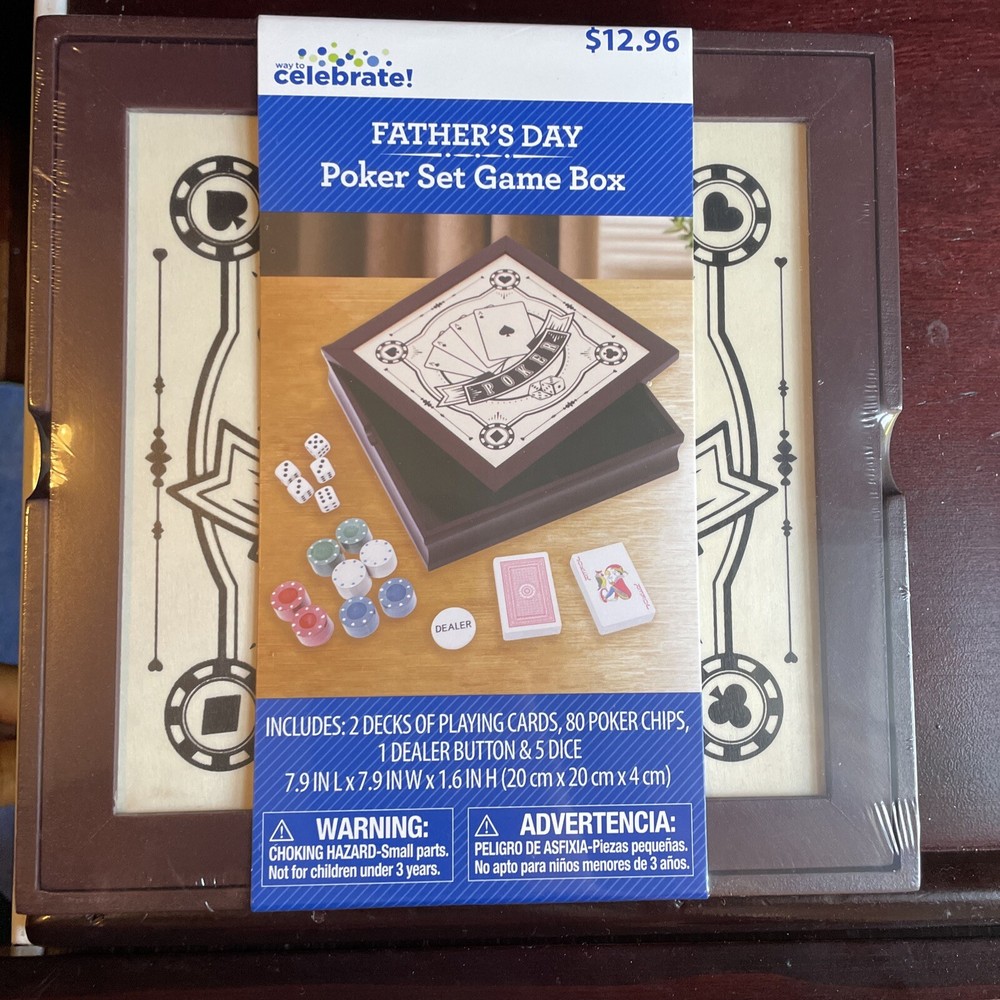 $12.96
way to
celebrate!
FATHER'S DAY
Poker Set Game Box
POKER
DEALER
INCLUDES: 2 DECKS OF PLAYING CARDS, 80 POKER CHIPS,
1 DEALER BUTTON & 5 DICE
7.9 IN L x 7.9 IN W x 1.6 IN H (20 cm x 20 cm x 4 cm)
WARNING:
CHOKING HAZARD-Small parts.
Not for children under 3 years.
ADVERTENCIA:
PELIGRO DE ASFIXIA-Piezas pequeñas.
No apto para niños menores de 3 años.